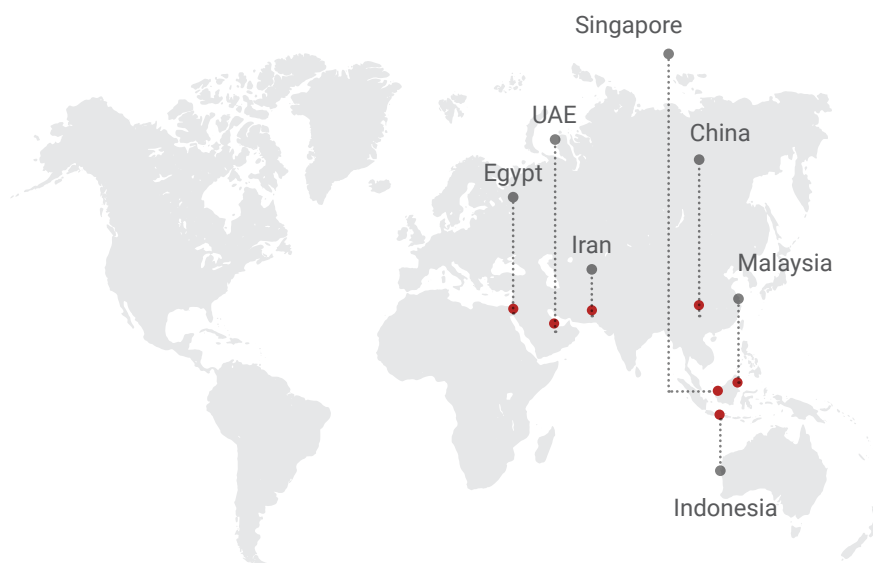 Singapore
UAE
China
Egypt
Iran
Malaysia
Indonesia